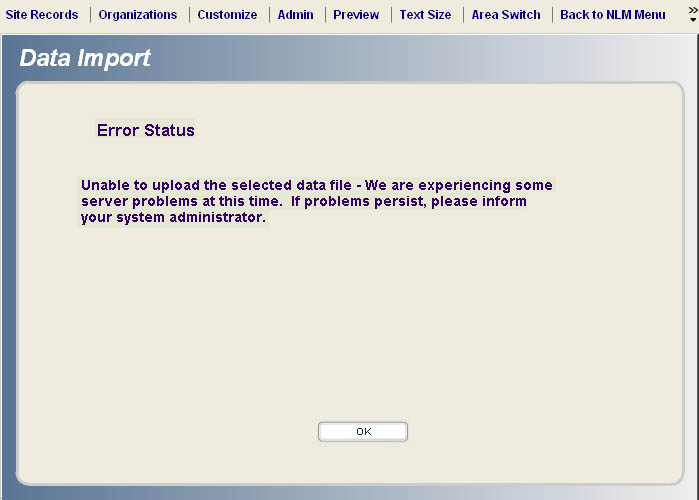 Site Records Organizations Customize Admin Preview Text Size Area Switch Back to NLM Menu »
Data Import
Error Status
Unable to upload the selected data file - We are experiencing some
server problems at this time. If problems persist, please inform
your system administrator.
OK